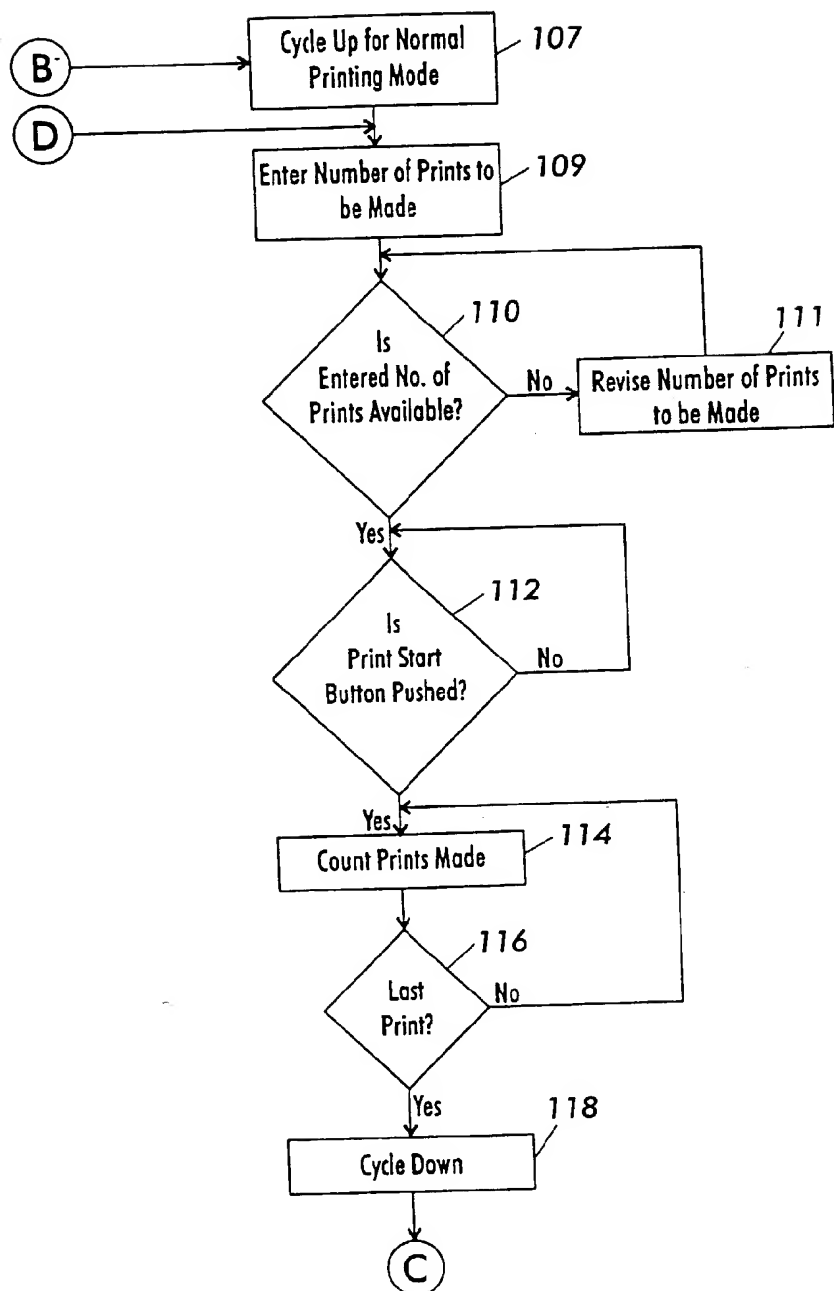 Cycle Up for Normal
Printing Mode
107
B
D
Enter Number of Prints to
be Made
109
110
Is
Entered No. of
Prints Available?
No
111
Revise Number of Prints
to be Made
Yes
112
Is
Print Start
Button Pushed?
No
Yes
Count Prints Made
114
116
Last
Print?
No
Yes
118
Cycle Down
C